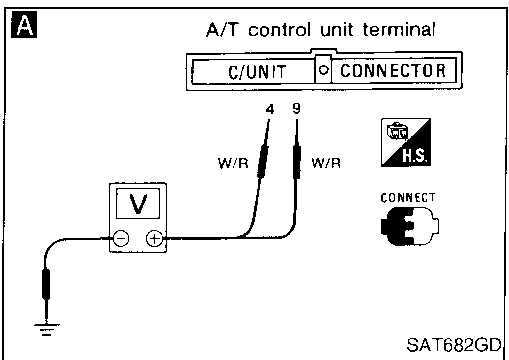 A
A/T control unit terminal
C/UNIT CONNECTOR
4 9
W/R W/R
H.S.
CONNECT
V
SAT682GD